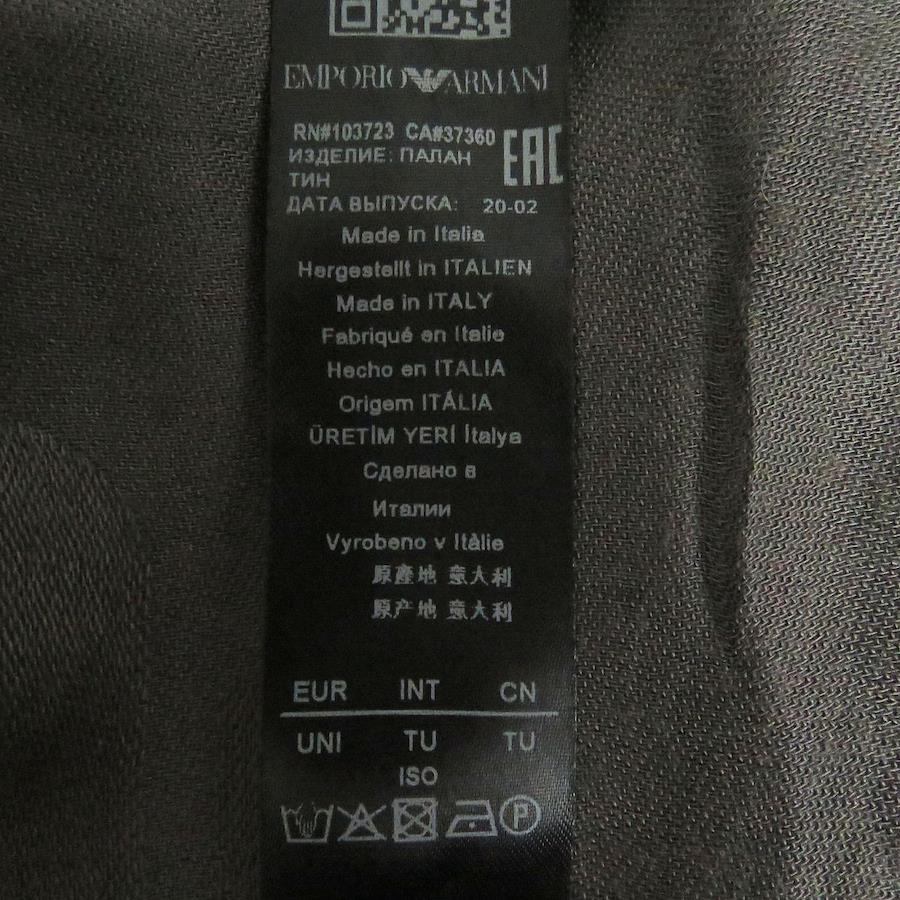 EMPORIO ARMANI
RN#103723 CA#37360
EAC
ИЗДЕЛИЕ: ПАЛАН
ТИН
ДАТА ВЫПУСКА: 20-02
Made in Italia
Hergestellt in ITALIEN
Made in ITALY
Fabriqué en Italie
Hecho en ITALIA
Origem ITÁLIA
ÜRETİM YERİ İtalya
Сделано в
Италии
Vyrobeno v Itàlie
原產地 意大利
原产地 意大利
EUR INT CN
UNI TU TU
ISO
P